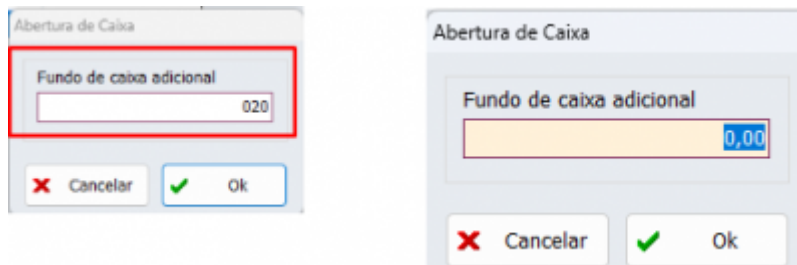 Abertura de Caixa
Fundo de caixa adicional
020
Cancelar
Ok
Abertura de Caixa
Fundo de caixa adicional
0,00
Cancelar
Ok